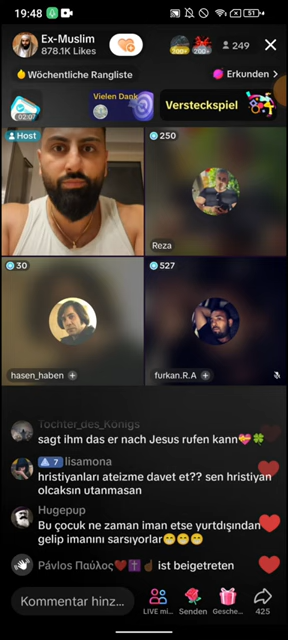 19:48
51
Ex-Muslim
878.1K Likes
200+
200+
249
Wöchentliche Rangliste
Erkunden >
02:07
Vielen Dank
Versteckspiel
Host
250
Reza
30
527
hasen_haben +
furkan.R.A +
Tochter_des_Königs
sagt ihm das er nach Jesus rufen kann💝🍀
7 lisamona
hristiyanları ateizme davet et?? sen hristiyan
olcaksın utanmasan
Hugepup
Bu çocuk ne zaman iman etse yurtdışından
gelip imanını sarsıyorlar😁😁😁
Pávlos Παύλος❤️✝️☝🏾 ist beigetreten
Kommentar hinz...
LIVE mi...
Senden
Gesche...
425